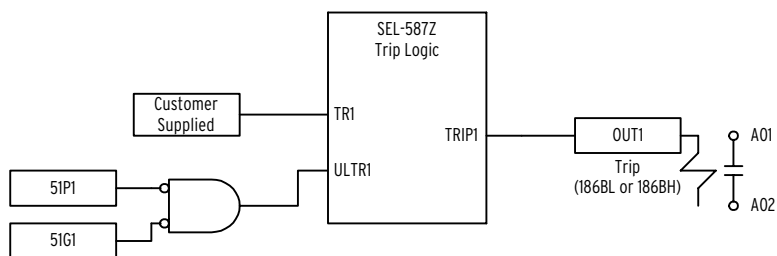 SEL-587Z
Trip Logic
Customer
Supplied
TR1
TRIP1
OUT1
A01
Trip
(186BL or 186BH)
ULTR1
51P1
A02
51G1